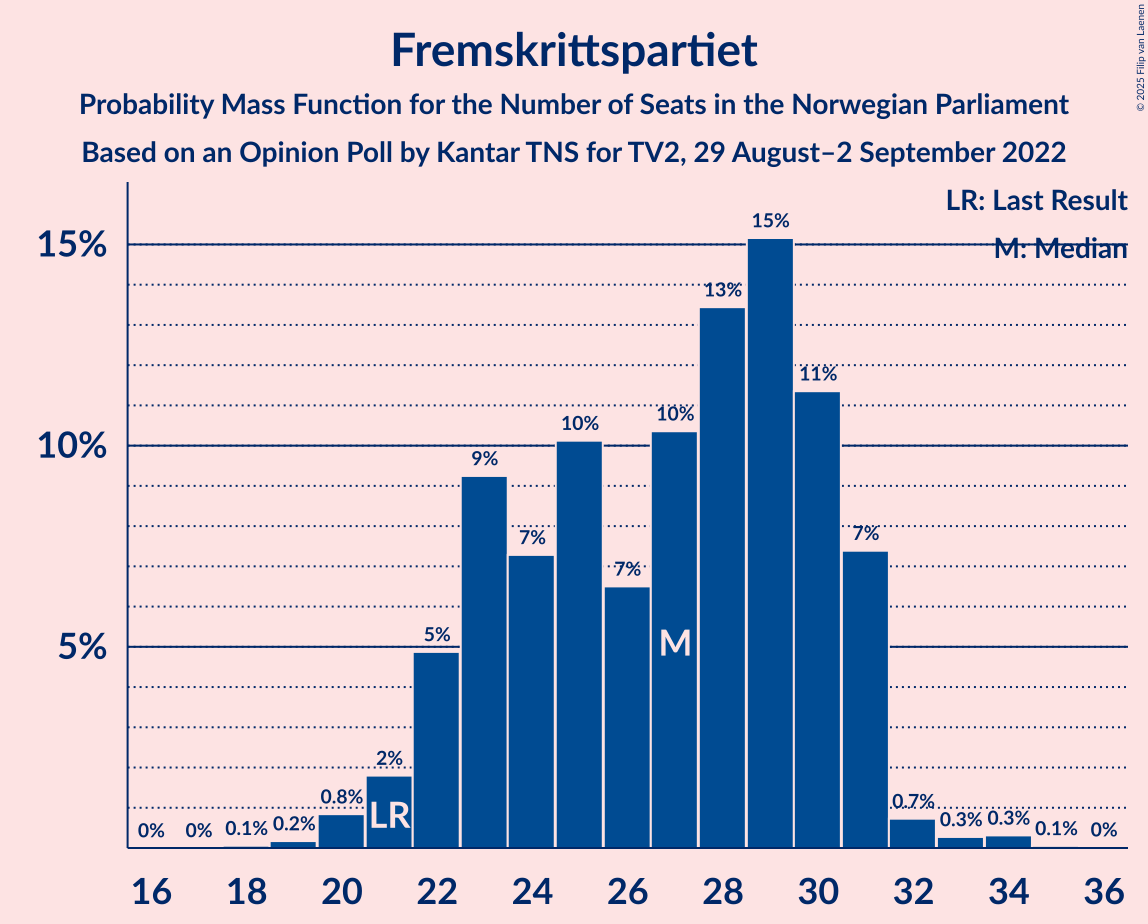 Fremskrittspartiet
Probability Mass Function for the Number of Seats in the Norwegian Parliament
Based on an Opinion Poll by Kantar TNS for TV2, 29 August–2 September 2022
© 2025 Filip van Laenen
LR: Last Result
M: Median
15%
10%
5%
0%
0%
0.1%
0.2%
0.8%
2%
5%
9%
7%
10%
7%
10%
13%
15%
11%
7%
0.7%
0.3%
0.3%
0.1%
0%
LR
M
16 18 20 22 24 26 28 30 32 34 36